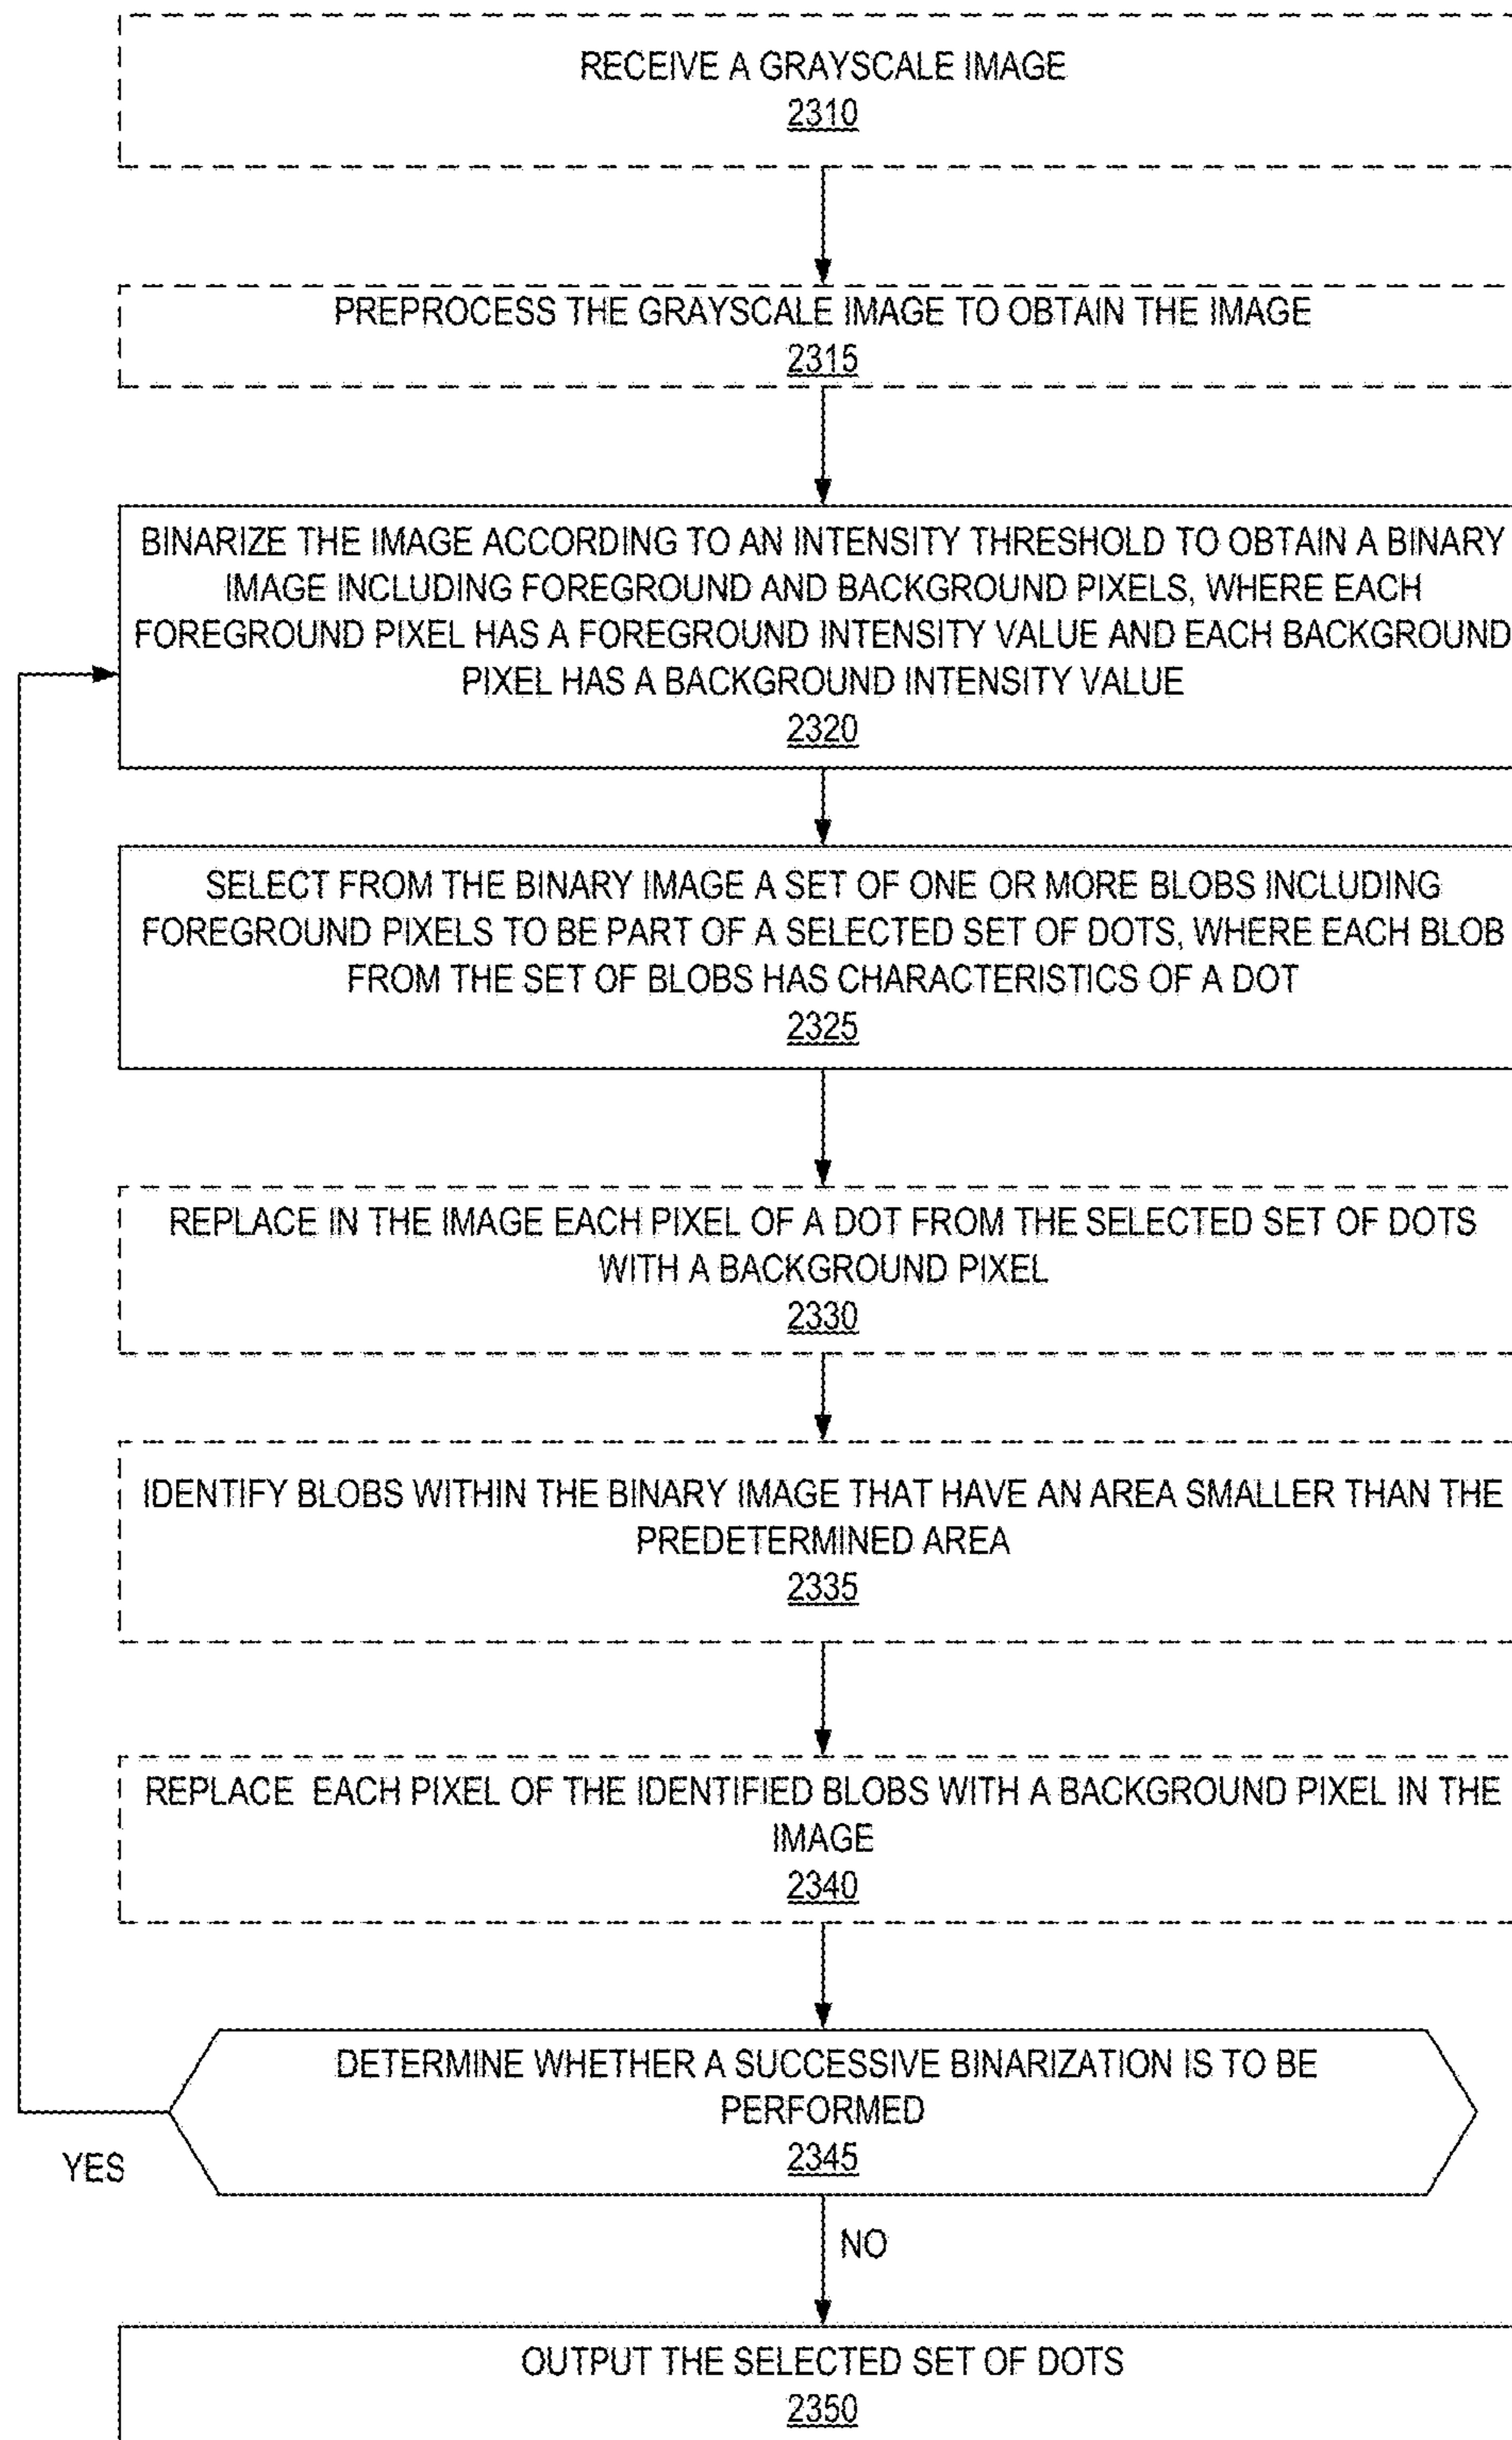 RECEIVE A GRAYSCALE IMAGE
2310
PREPROCESS THE GRAYSCALE IMAGE TO OBTAIN THE IMAGE
2315
BINARIZE THE IMAGE ACCORDING TO AN INTENSITY THRESHOLD TO OBTAIN A BINARY
IMAGE INCLUDING FOREGROUND AND BACKGROUND PIXELS, WHERE EACH
FOREGROUND PIXEL HAS A FOREGROUND INTENSITY VALUE AND EACH BACKGROUND
PIXEL HAS A BACKGROUND INTENSITY VALUE
2320
SELECT FROM THE BINARY IMAGE A SET OF ONE OR MORE BLOBS INCLUDING
FOREGROUND PIXELS TO BE PART OF A SELECTED SET OF DOTS, WHERE EACH BLOB
FROM THE SET OF BLOBS HAS CHARACTERISTICS OF A DOT
2325
REPLACE IN THE IMAGE EACH PIXEL OF A DOT FROM THE SELECTED SET OF DOTS
WITH A BACKGROUND PIXEL
2330
IDENTIFY BLOBS WITHIN THE BINARY IMAGE THAT HAVE AN AREA SMALLER THAN THE
PREDETERMINED AREA
2335
REPLACE EACH PIXEL OF THE IDENTIFIED BLOBS WITH A BACKGROUND PIXEL IN THE
IMAGE
2340
DETERMINE WHETHER A SUCCESSIVE BINARIZATION IS TO BE
PERFORMED
2345
YES
NO
OUTPUT THE SELECTED SET OF DOTS
2350